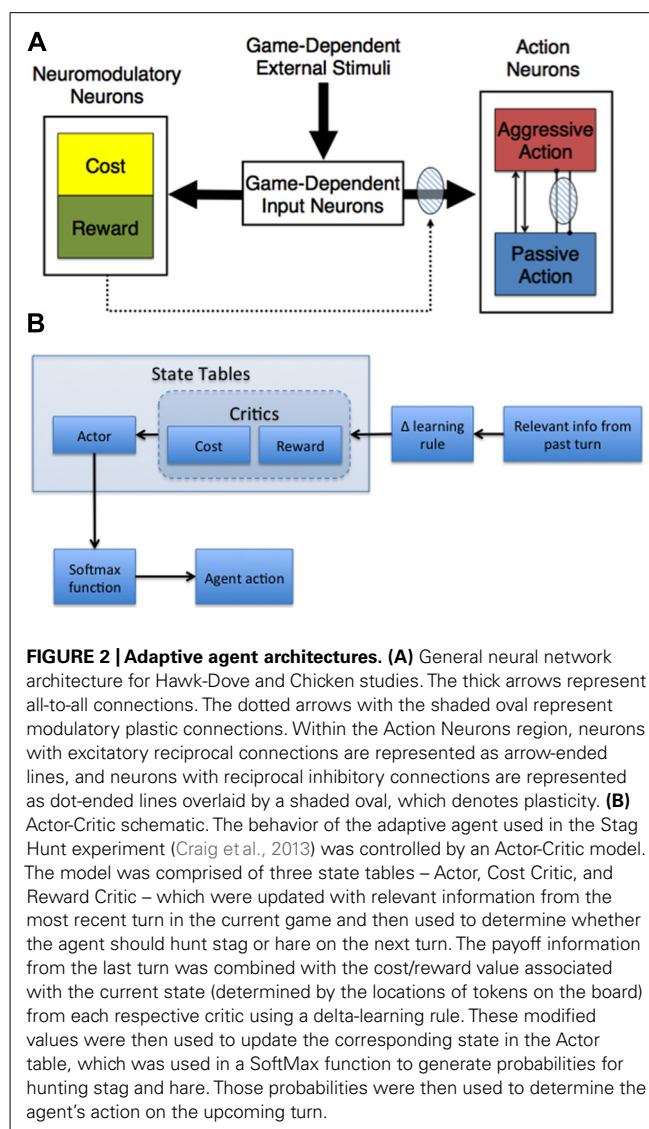 A
Neuromodulatory
Neurons
Game-Dependent
External Stimuli
Action
Neurons
Cost
Reward
Game-Dependent
Input Neurons
Aggressive
Action
Passive
Action
B
State Tables
Critics
Actor
Cost
Reward
Δ learning
rule
Relevant info from
past turn
Softmax
function
Agent action
FIGURE 2 | Adaptive agent architectures. (A) General neural network
architecture for Hawk-Dove and Chicken studies. The thick arrows represent
all-to-all connections. The dotted arrows with the shaded oval represent
modulatory plastic connections. Within the Action Neurons region, neurons
with excitatory reciprocal connections are represented as arrow-ended
lines, and neurons with reciprocal inhibitory connections are represented
as dot-ended lines overlaid by a shaded oval, which denotes plasticity. (B)
Actor-Critic schematic. The behavior of the adaptive agent used in the Stag
Hunt experiment (Craig et al., 2013) was controlled by an Actor-Critic model.
The model was comprised of three state tables – Actor, Cost Critic, and
Reward Critic – which were updated with relevant information from the
most recent turn in the current game and then used to determine whether
the agent should hunt stag or hare on the next turn. The payoff information
from the last turn was combined with the cost/reward value associated
with the current state (determined by the locations of tokens on the board)
from each respective critic using a delta-learning rule. These modified
values were then used to update the corresponding state in the Actor
table, which was used in a SoftMax function to generate probabilities for
hunting stag and hare. Those probabilities were then used to determine the
agent's action on the upcoming turn.